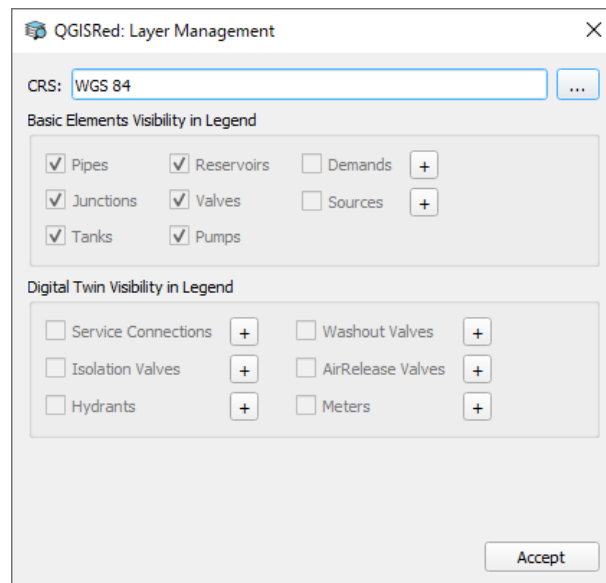 QGISRed: Layer Management
CRS: WGS 84 ...
Basic Elements Visibility in Legend
Pipes Reservoirs Demands +
Junctions Valves Sources +
Tanks Pumps
Digital Twin Visibility in Legend
Service Connections + Washout Valves +
Isolation Valves + AirRelease Valves +
Hydrants + Meters +
Accept